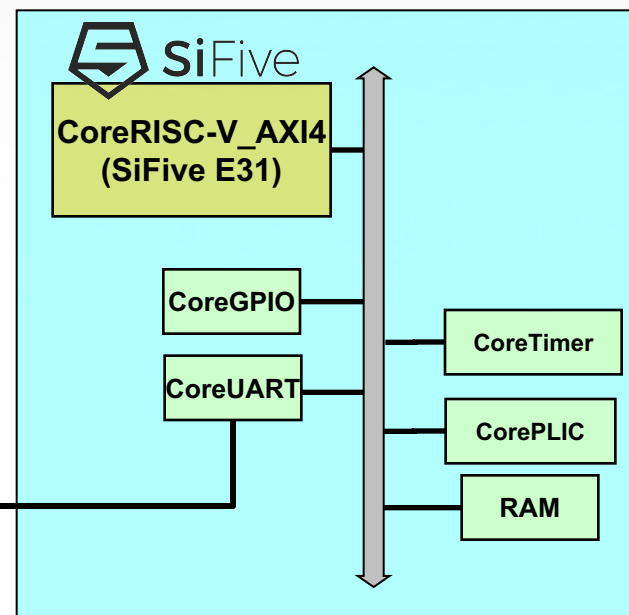 SiFive
CoreRISC-V_AXI4
(SiFive E31)
CoreGPIO
CoreTimer
CoreUART
CorePLIC
RAM